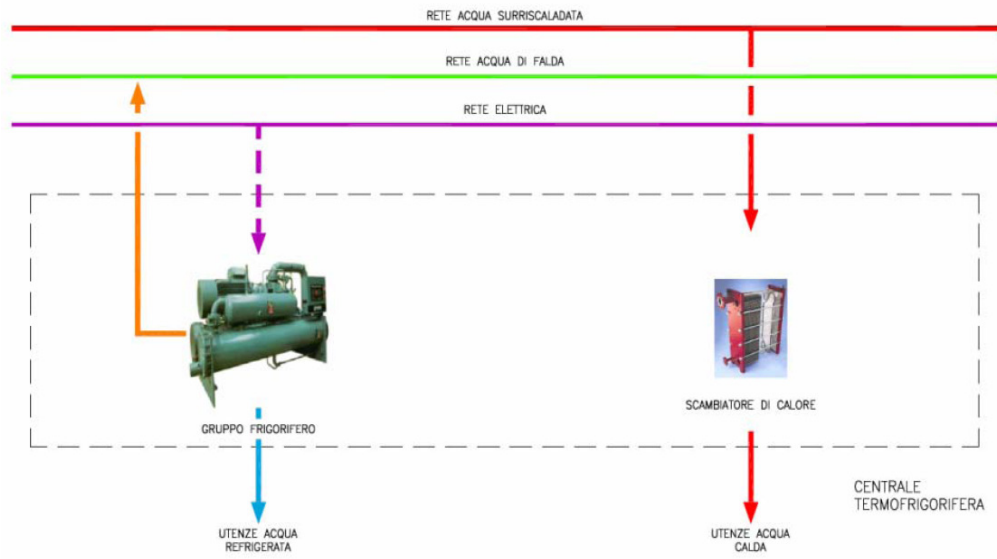 RETE ACQUA SURRISCALADATA
RETE ACQUA DI FALDA
RETE ELETTRICA
GRUPPO FRIGORIFERO
SCAMBIATORE DI CALORE
CENTRALE
TERMOFRIGORIFERA
UTENZE ACQUA
REFRIGERATA
UTENZE ACQUA
CALDA